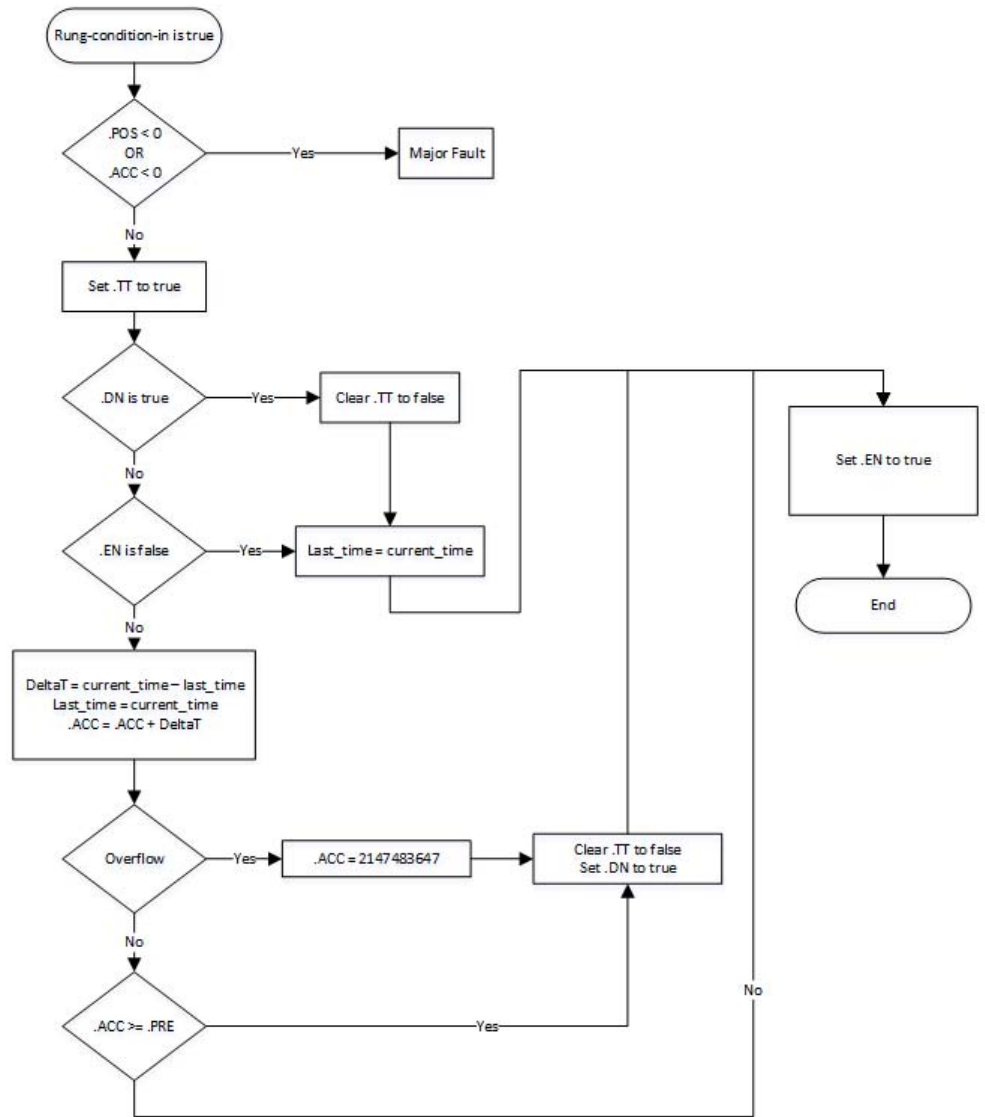 Rung-condition-in is true
.POS < 0
OR
.ACC < 0
Yes
Major Fault
No
Set .TT to true
.DN is true
Yes
Clear .TT to false
No
.EN is false
Yes
Last_time = current_time
Set .EN to true
End
No
DeltaT = current_time – last_time
Last_time = current_time
.ACC = .ACC + DeltaT
Overflow
Yes
.ACC = 2147483647
Clear .TT to false
Set .DN to true
No
.ACC >= .PRE
Yes
No